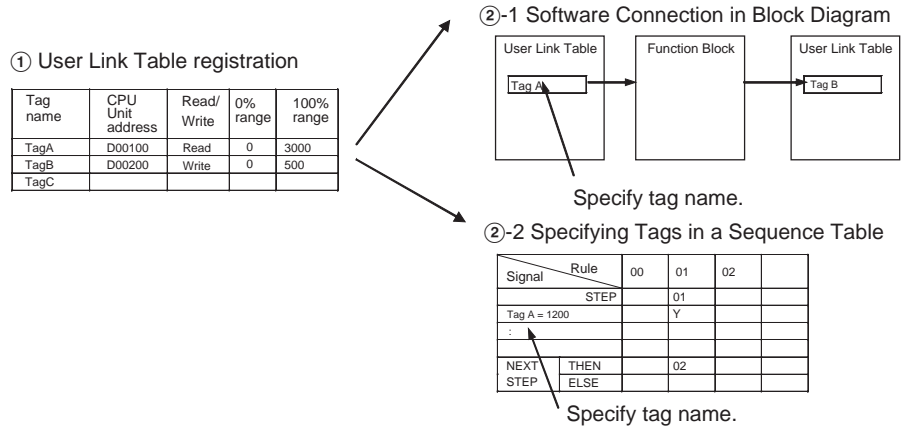 ① User Link Table registration
Tag name CPU Unit address Read/ Write 0% range 100% range
TagA D00100 Read 0 3000
TagB D00200 Write 0 500
TagC
②-1 Software Connection in Block Diagram
User Link Table Function Block User Link Table
Tag A Tag B
Specify tag name.
②-2 Specifying Tags in a Sequence Table
Signal Rule 00 01 02
STEP 01
Tag A = 1200 Y
:
NEXT STEP THEN 02
ELSE
Specify tag name.